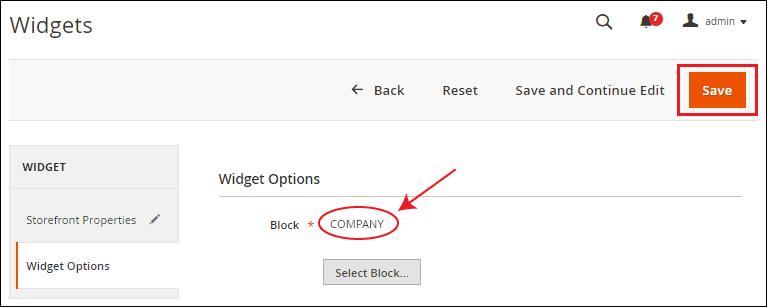 Widgets
7
admin
Back
Reset
Save and Continue Edit
Save
WIDGET
Storefront Properties
Widget Options
Widget Options
Block *
COMPANY
Select Block...